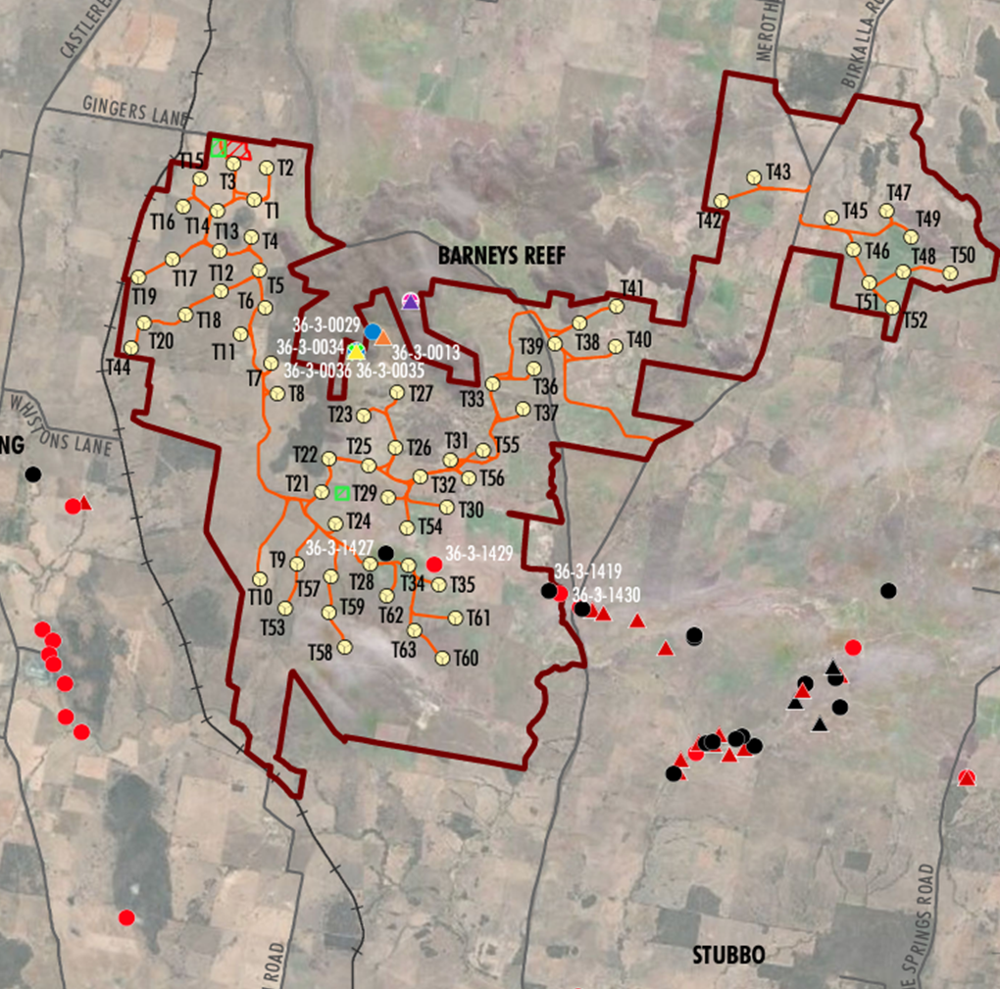 CASTLERE
MEROTH
BIRKALLA R
GINGERS LANE
T15
T3
T2
T16
T14
T13
T1
T4
T43
T42
T45
T47
T49
T46
T48
T50
T51
T52
T17
T12
T5
T19
T6
T18
T20
T11
T44
T7
T8
BARNEYS REEF
36-3-0029
36-3-0034
36-3-0013
36-3-0036
36-3-0035
T41
T39
T38
T40
T36
T33
T37
T27
T23
WHISTONS LANE
NG
T22
T25
T26
T31
T55
T21
T29
T32
T56
T30
T24
T54
36-3-1427
36-3-1429
36-3-1419
36-3-1430
T9
T10
T57
T28
T34
T35
T53
T59
T62
T61
T58
T63
T60
STUBBO
ROAD
E SPRINGS ROAD